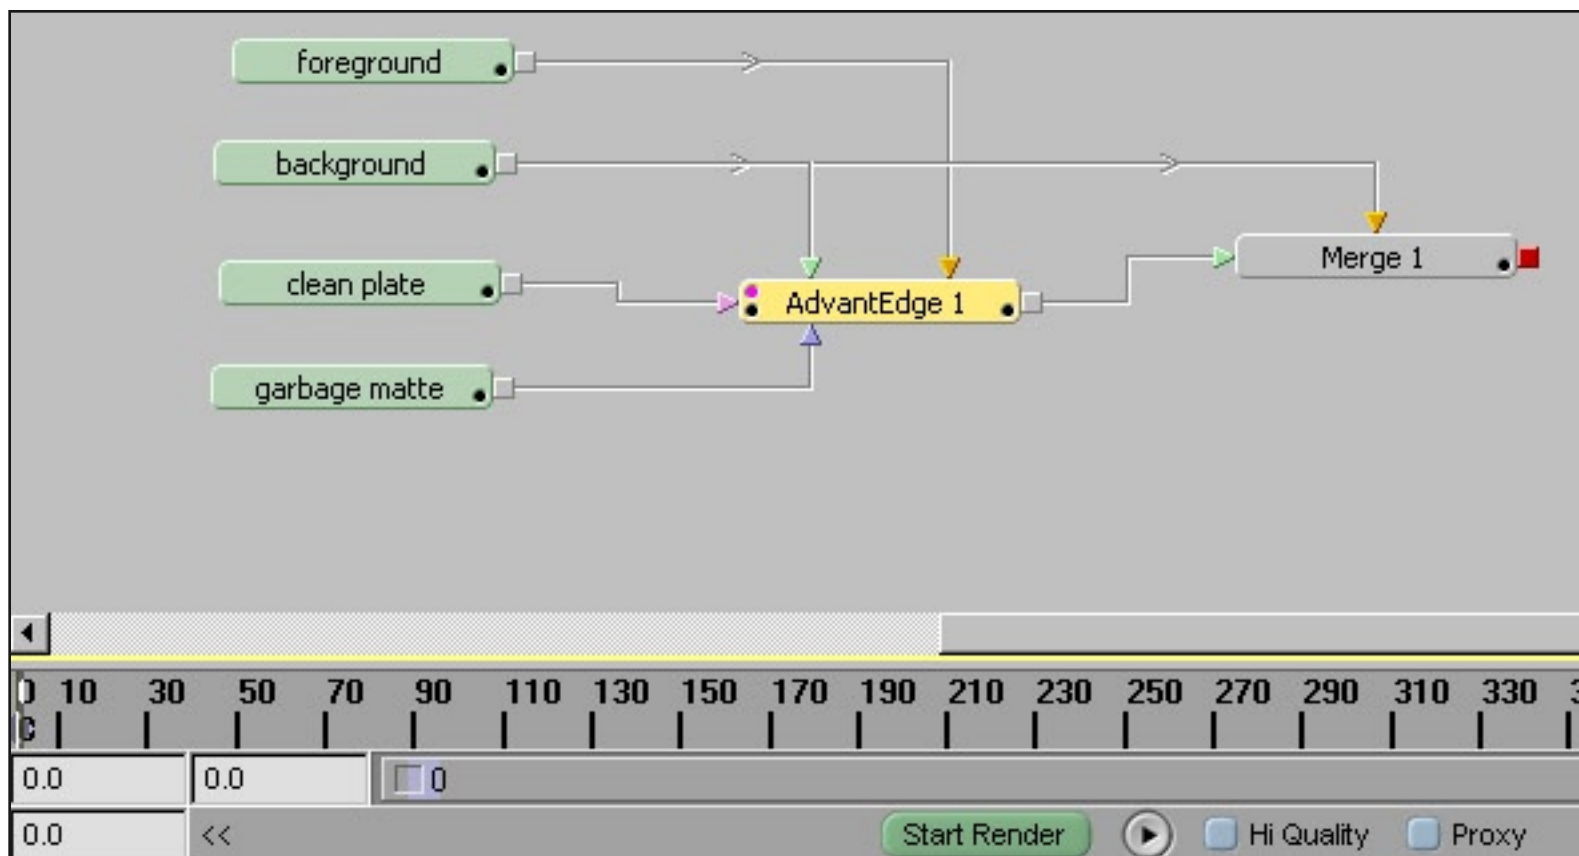 foreground
background
Merge 1
clean plate
AdvantEdge 1
garbage matte
0 10 30 50 70 90 110 130 150 170 190 210 230 250 270 290 310 330
0.0 0.0 0
0.0 << Start Render Hi Quality Proxy